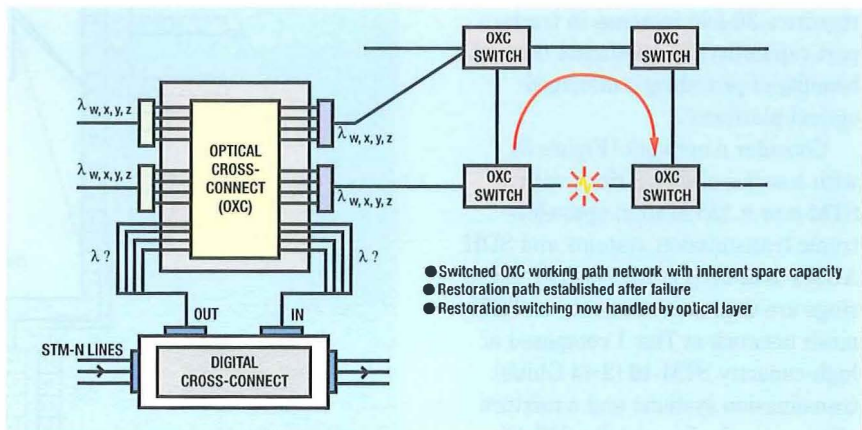 OXC
SWITCH
OXC
SWITCH
λ w, x, y, z
λ w, x, y, z
OPTICAL
CROSS-
CONNECT
(OXC)
λ w, x, y, z
λ w, x, y, z
OXC
SWITCH
OXC
SWITCH
λ ?
λ ?
● Switched OXC working path network with inherent spare capacity
● Restoration path established after failure
● Restoration switching now handled by optical layer
OUT
IN
STM-N LINES
DIGITAL
CROSS-CONNECT